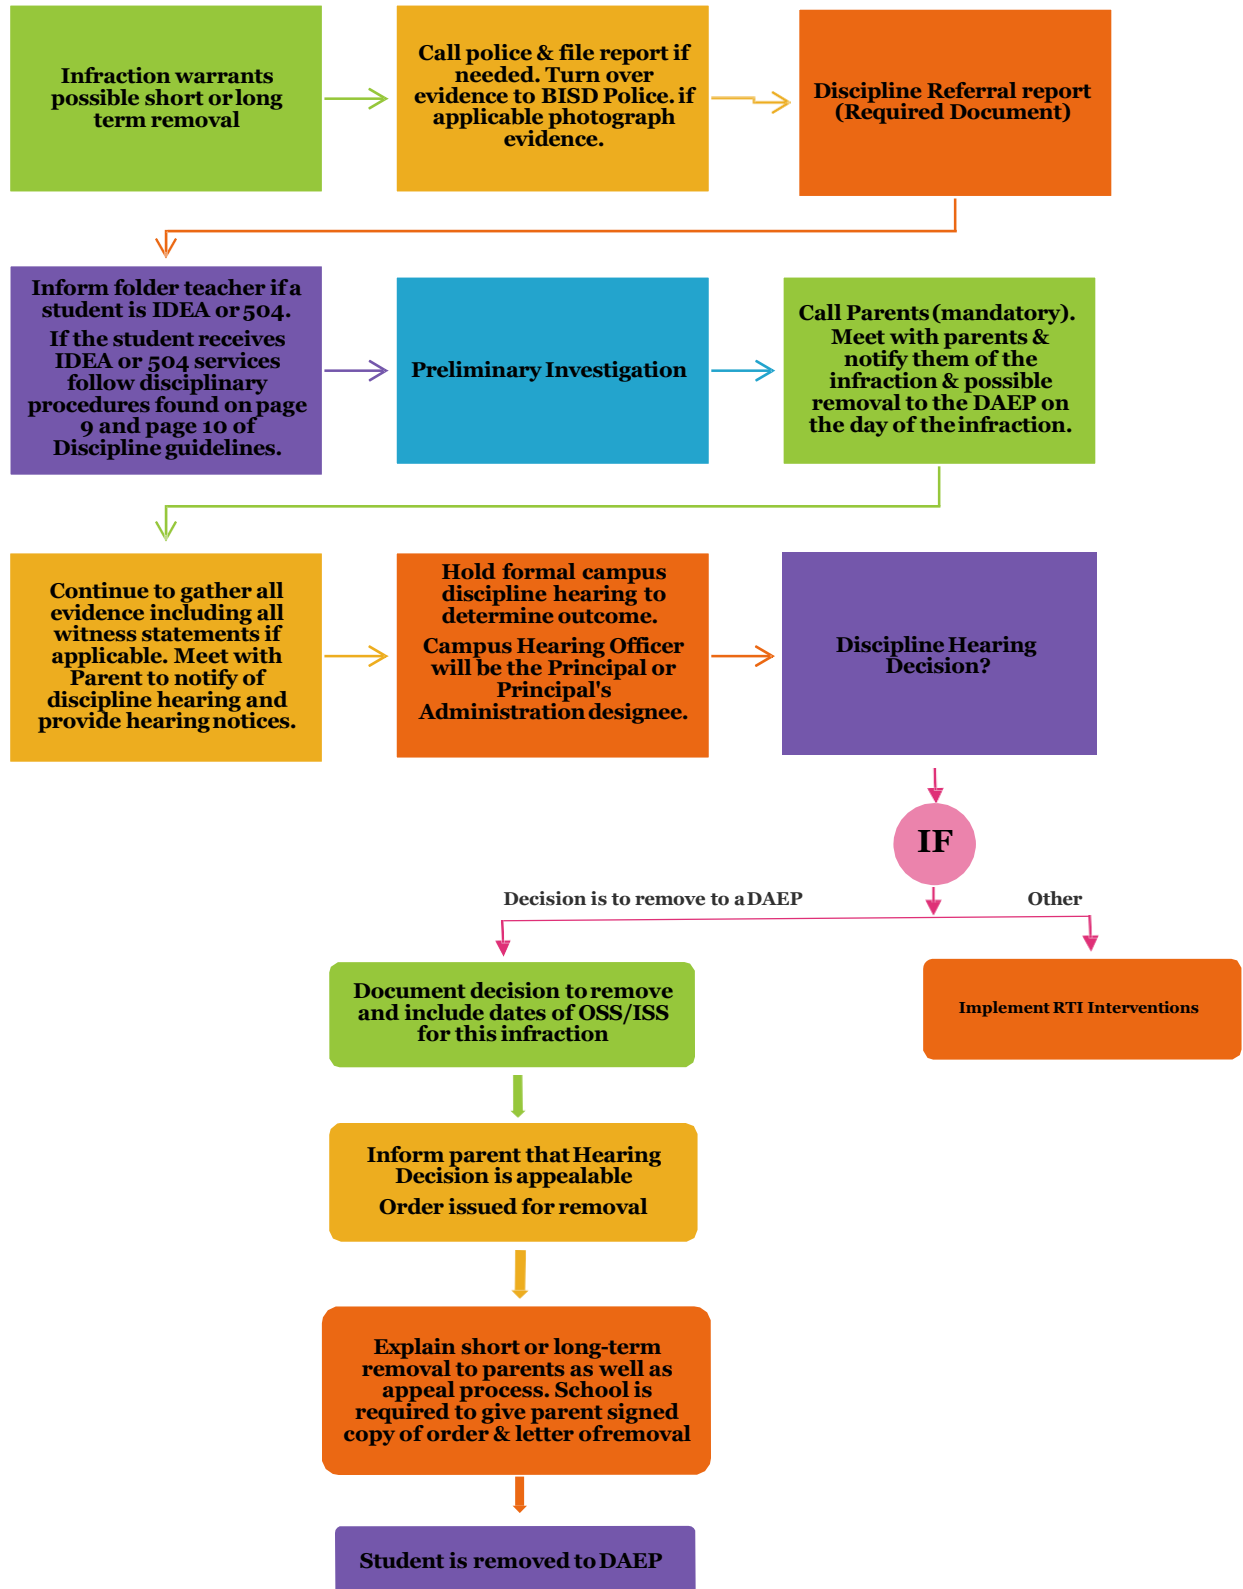 Infraction warrants
possible short or long
term removal
Call police & file report if
needed. Turn over
evidence to BISD Police. if
applicable photograph
evidence.
Discipline Referral report
(Required Document)
Inform folder teacher if a
student is IDEA or 504.
If the student receives
IDEA or 504 services
follow disciplinary
procedures found on page
9 and page 10 of
Discipline guidelines.
Preliminary Investigation
Call Parents (mandatory).
Meet with parents &
notify them of the
infraction & possible
removal to the DAEP on
the day of the infraction.
Continue to gather all
evidence including all
witness statements if
applicable. Meet with
Parent to notify of
discipline hearing and
provide hearing notices.
Hold formal campus
discipline hearing to
determine outcome.
Campus Hearing Officer
will be the Principal or
Principal's
Administration designee.
Discipline Hearing
Decision?
IF
Decision is to remove to a DAEP
Other
Document decision to remove
and include dates of OSS/ISS
for this infraction
Implement RTI Interventions
Inform parent that Hearing
Decision is appealable
Order issued for removal
Explain short or long-term
removal to parents as well as
appeal process. School is
required to give parent signed
copy of order & letter of removal
Student is removed to DAEP